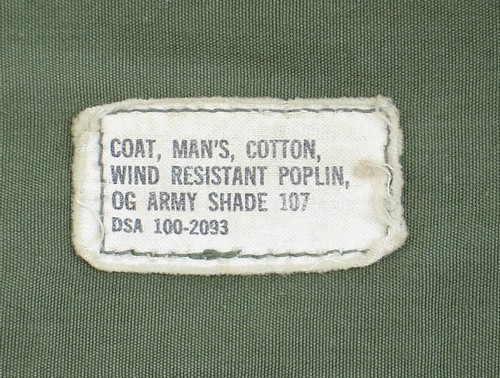 COAT, MAN'S, COTTON,
WIND RESISTANT POPLIN,
OG ARMY SHADE 107
DSA 100-2093